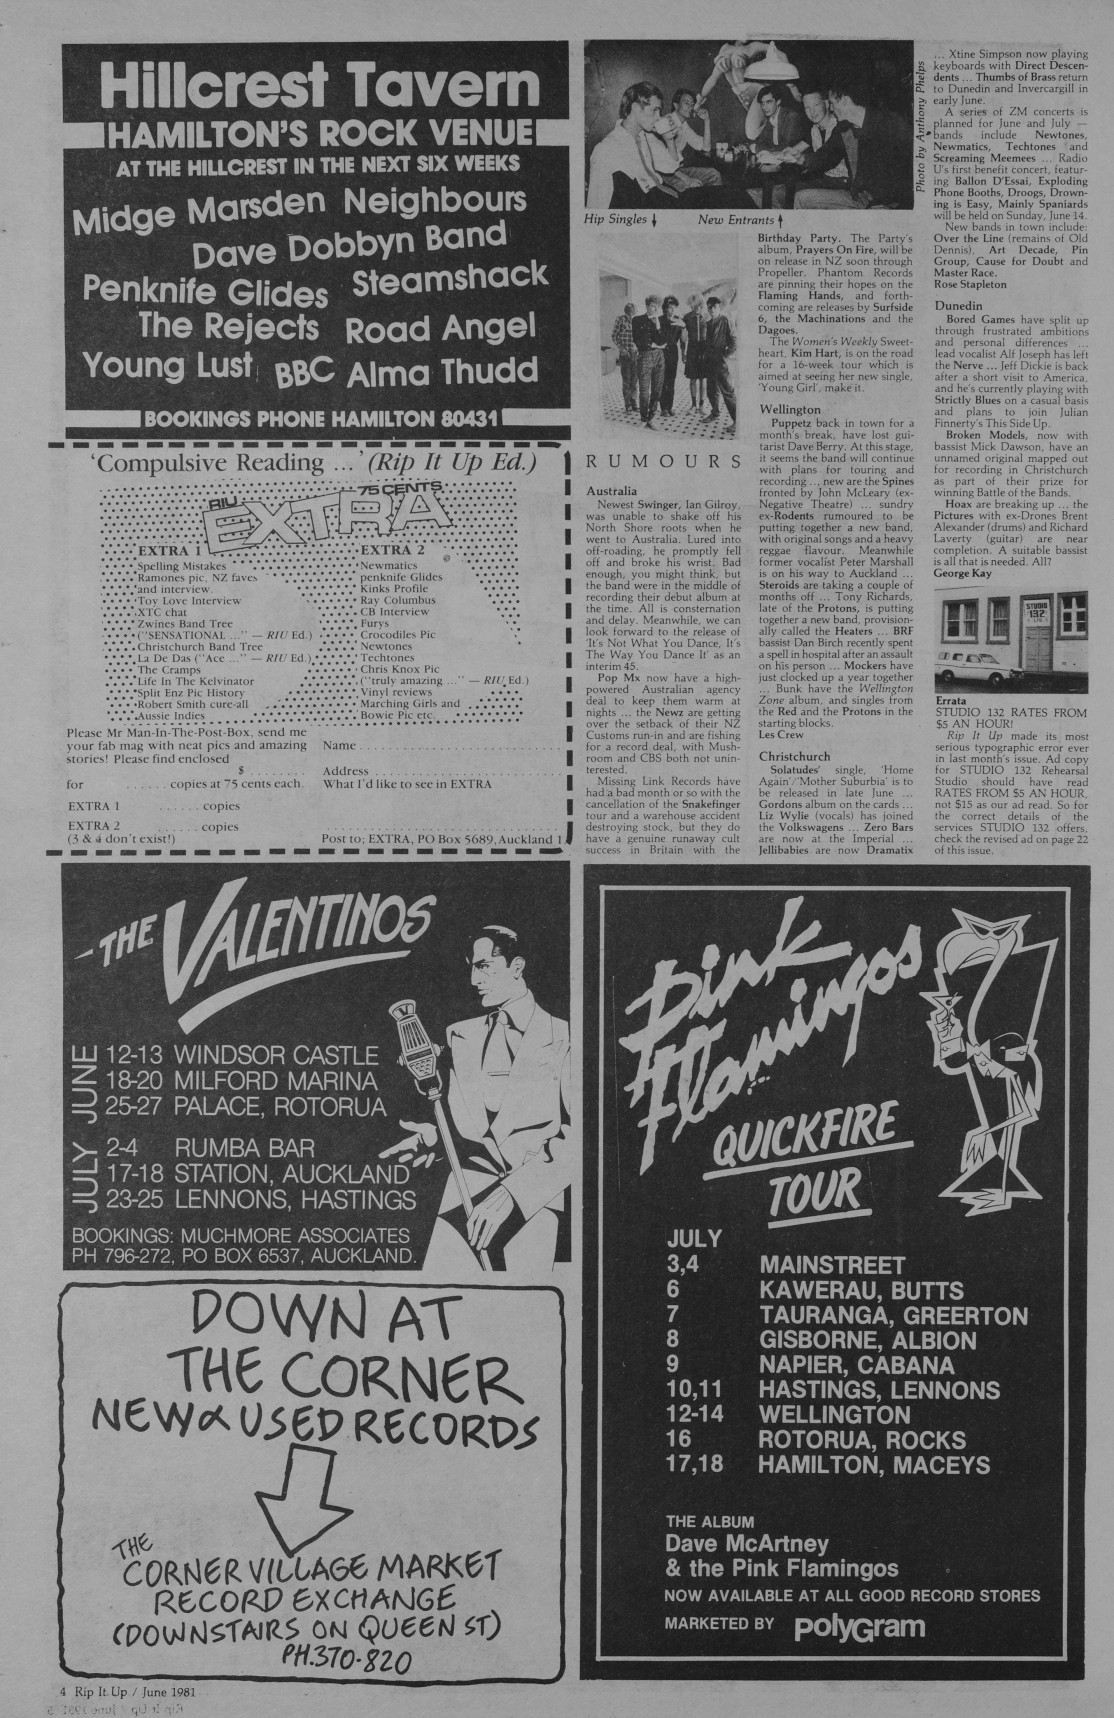 Hillcrest Tavern
HAMILTON'S ROCK VENUE
AT THE HILLCREST IN THE NEXT SIX WEEKS
Midge Marsden Neighbours
Dave Dobbyn Band
Penknife Glides Steamshack
The Rejects Road Angel
Young Lust BBC Alma Thudd
BOOKINGS PHONE HAMILTON 80431
'Compulsive Reading ...' (Rip It Up Ed.)
RIU EXTRA 75 CENTS
EXTRA 1
Spelling Mistakes
Ramones pic, NZ faves
and interview.
Toy Love Interview
XTC chat
Zwines Band Tree
("SENSATIONAL ..." — RIU Ed.)
Christchurch Band Tree
La De Das ("Ace ..." — RIU Ed.)
The Cramps
Life In The Kelvinator
Split Enz Pic History
Robert Smith cure-all
Aussie Indies
EXTRA 2
Newmatics
penknife Glides
Kinks Profile
Ray Columbus
CB Interview
Furys
Crocodiles Pic
Newtones
Techtones
Chris Knox Pic
("truly amazing ..." — RIU Ed.)
Vinyl reviews
Marching Girls and
Bowie Pic etc.
Please Mr Man-In-The-Post-Box, send me
your fab mag with neat pics and amazing
stories! Please find enclosed
$ ........
for ........ copies at 75 cents each.
EXTRA 1 ...... copies
EXTRA 2 ...... copies
(3 & 4 don't exist!)
Name ........
Address ........
What I'd like to see in EXTRA
Post to; EXTRA, PO Box 5689, Auckland 1.
Photo by Anthony Phelps
Hip Singles New Entrants
RUMOURS
Australia
Newest Swinger, Ian Gilroy,
was unable to shake off his
North Shore roots when he
went to Australia. Lured into
off-roading, he promptly fell
off and broke his wrist. Bad
enough, you might think, but
the band were in the middle of
recording their debut album at
the time. All is consternation
and delay. Meanwhile, we can
look forward to the release of
'It's Not What You Dance, It's
The Way You Dance It' as an
interim 45.
Pop Mx now have a high-
powered Australian agency
deal to keep them warm at
nights ... the Newz are getting
over the setback of their NZ
Customs run-in and are fishing
for a record deal, with Mush-
room and CBS both not unin-
terested.
Missing Link Records have
had a bad month or so with the
cancellation of the Snakefinger
tour and a warehouse accident
destroying stock, but they do
have a genuine runaway cult
success in Britain with the
Birthday Party. The Party's
album, Prayers On Fire, will be
on release in NZ soon through
Propeller. Phantom Records
are pinning their hopes on the
Flaming Hands, and forth-
coming are releases by Surfside
6, the Machinations and the
Dagoes.
The Women's Weekly Sweet-
heart, Kim Hart, is on the road
for a 16-week tour which is
aimed at seeing her new single,
'Young Girl', make it.
Wellington
Puppetz back in town for a
month's break, have lost gui-
tarist Dave Berry. At this stage,
it seems the band will continue
with plans for touring and
recording ... new are the Spines
fronted by John McLeary (ex-
Negative Theatre) ... sundry
ex-Rodents rumoured to be
putting together a new band,
with original songs and a heavy
reggae flavour. Meanwhile
former vocalist Peter Marshall
is on his way to Auckland ...
Steroids are taking a couple of
months off ... Tony Richards,
late of the Protons, is putting
together a new band, provision-
ally called the Heaters ... BRF
bassist Dan Birch recently spent
a spell in hospital after an assault
on his person ... Mockers have
just clocked up a year together
... Bunk have the Wellington
Zone album, and singles from
the Red and the Protons in the
starting blocks.
Les Crew
Christchurch
Solatudes' single, 'Home
Again'/'Mother Suburbia' is to
be released in late June ...
Gordons album on the cards ...
Liz Wylie (vocals) has joined
the Volkswagens ... Zero Bars
are now at the Imperial ...
Jellibabies are now Dramatix
... Xtine Simpson now playing
keyboards with Direct Descen-
dents ... Thumbs of Brass return
to Dunedin and Invercargill in
early June.
A series of ZM concerts is
planned for June and July —
bands include Newtones,
Newmatics, Techtones and
Screaming Meemees ... Radio
U's first benefit concert, featur-
ing Ballon D'Essai, Exploding
Phone Booths, Droogs, Drown-
ing is Easy, Mainly Spaniards
will be held on Sunday, June 14.
New bands in town include:
Over the Line (remains of Old
Dennis), Art Decade, Pin
Group, Cause for Doubt and
Master Race.
Rose Stapleton
Dunedin
Bored Games have split up
through frustrated ambitions
and personal differences ...
lead vocalist Alf Joseph has left
the Nerve ... Jeff Dickie is back
after a short visit to America,
and he's currently playing with
Strictly Blues on a casual basis
and plans to join Julian
Finnerty's This Side Up.
Broken Models, now with
bassist Mick Dawson, have an
unnamed original mapped out
for recording in Christchurch
as part of their prize for
winning Battle of the Bands.
Hoax are breaking up ... the
Pictures with ex-Drones Brent
Alexander (drums) and Richard
Laverty (guitar) are near
completion. A suitable bassist
is all that is needed. All?
George Kay
STUDIO
132
LTD
Errata
STUDIO 132 RATES FROM
$5 AN HOUR!
Rip It Up made its most
serious typographic error ever
in last month's issue. Ad copy
for STUDIO 132 Rehearsal
Studio should have read
RATES FROM $5 AN HOUR,
not $15 as our ad read. So for
the correct details of the
services STUDIO 132 offers,
check the revised ad on page 22
of this issue.
THE VALENTINOS
V
JUNE
12-13 WINDSOR CASTLE
18-20 MILFORD MARINA
25-27 PALACE, ROTORUA
JULY
2-4 RUMBA BAR
17-18 STATION, AUCKLAND
23-25 LENNONS, HASTINGS
BOOKINGS: MUCHMORE ASSOCIATES
PH 796-272, PO BOX 6537, AUCKLAND.
DOWN AT
THE CORNER
NEW & USED RECORDS
THE
CORNER VILLAGE MARKET
RECORD EXCHANGE
(DOWNSTAIRS ON QUEEN ST)
PH.370-820
Pink
Flamingos
QUICKFIRE
TOUR
JULY
3,4 MAINSTREET
6 KAWERAU, BUTTS
7 TAURANGA, GREERTON
8 GISBORNE, ALBION
9 NAPIER, CABANA
10,11 HASTINGS, LENNONS
12-14 WELLINGTON
16 ROTORUA, ROCKS
17,18 HAMILTON, MACEYS
THE ALBUM
Dave McArtney
& the Pink Flamingos
NOW AVAILABLE AT ALL GOOD RECORD STORES
MARKETED BY polyGram
4 Rip It Up / June 1981